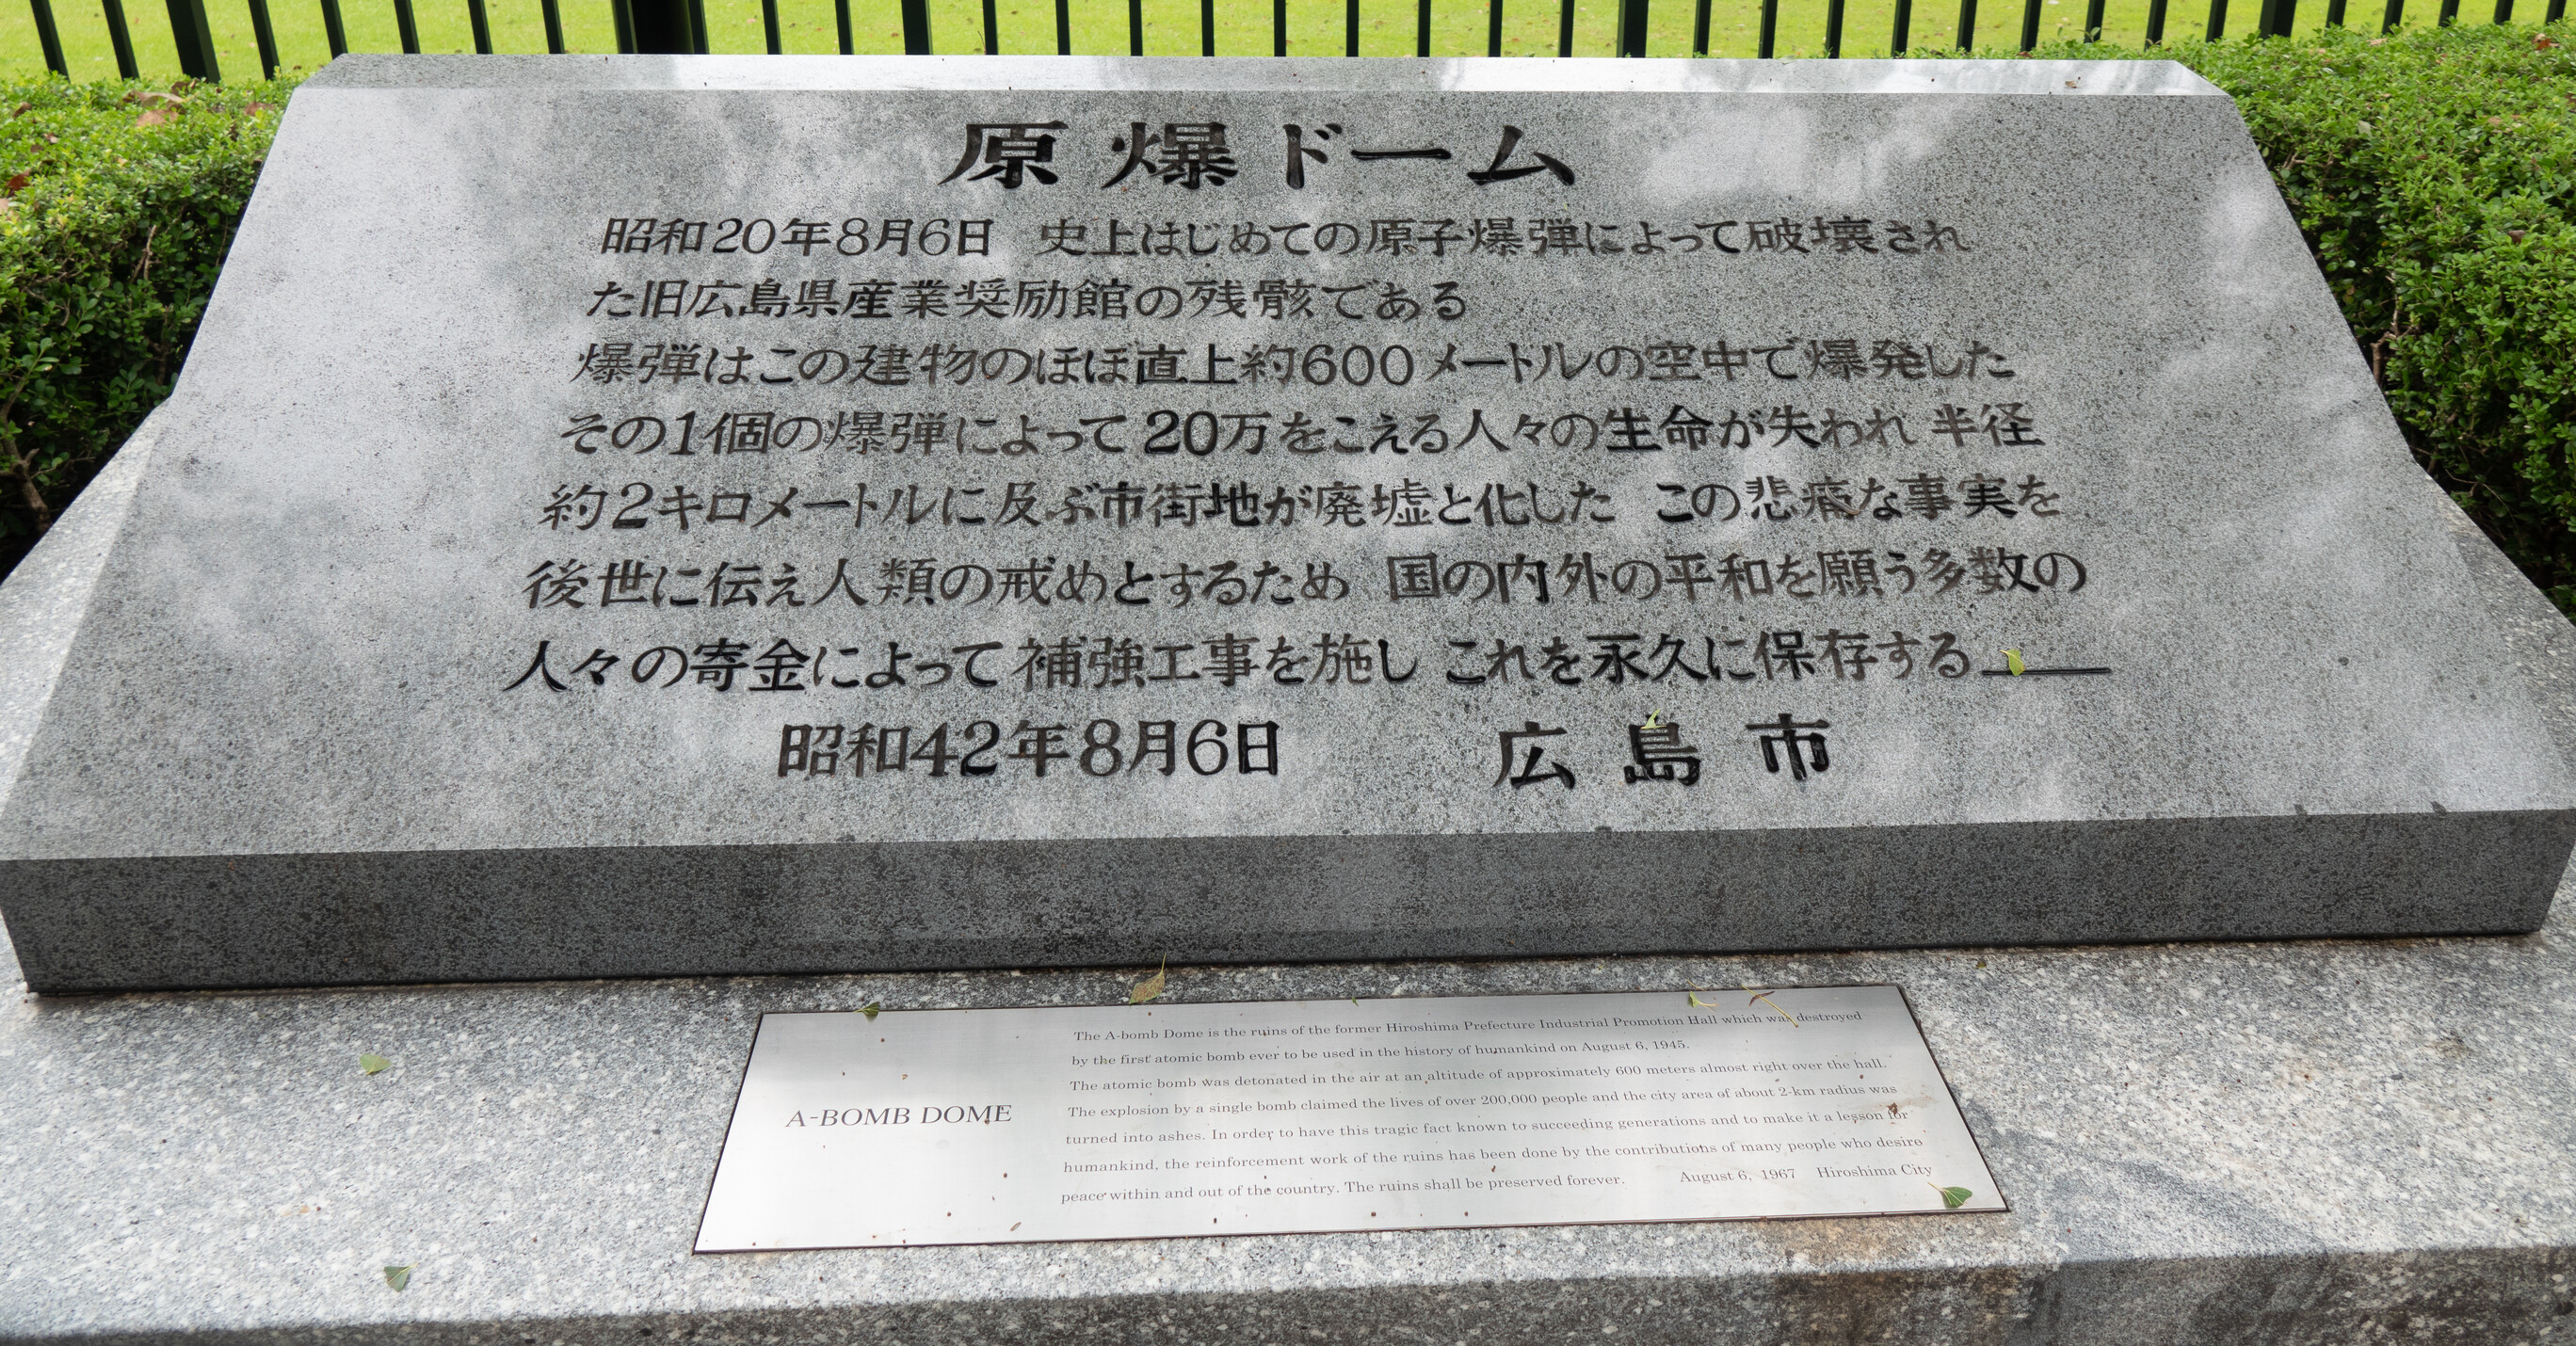 原爆ドーム
昭和20年8月6日 史上はじめての原子爆弾によって破壊され
た旧広島県産業奨励館の残骸である
爆弾はこの建物のほぼ直上約600メートルの空中で爆発した
その1個の爆弾によって20万をこえる人々の生命が失われ 半径
約2キロメートルに及ぶ市街地が廃墟と化した この悲痛な事実を
後世に伝え人類の戒めとするため 国の内外の平和を願う多数の
人々の寄金によって補強工事を施し これを永久に保存する
昭和42年8月6日 広島市
A-BOMB DOME
The A-bomb Dome is the ruins of the former Hiroshima Prefecture Industrial Promotion Hall which was destroyed
by the first atomic bomb ever to be used in the history of humankind on August 6, 1945.
The atomic bomb was detonated in the air at an altitude of approximately 600 meters almost right over the hall.
The explosion by a single bomb claimed the lives of over 200,000 people and the city area of about 2-km radius was
turned into ashes. In order to have this tragic fact known to succeeding generations and to make it a lesson for
humankind, the reinforcement work of the ruins has been done by the contributions of many people who desire
peace within and out of the country. The ruins shall be preserved forever. August 6, 1967 Hiroshima City